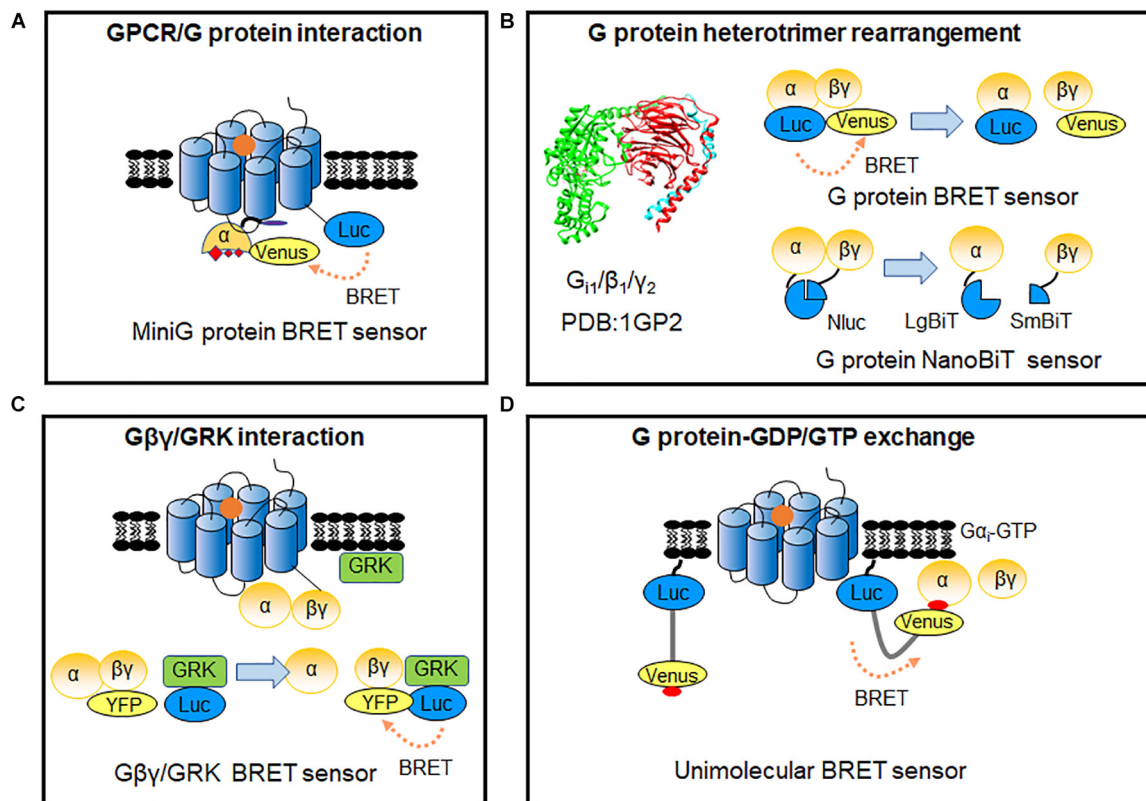 A
GPCR/G protein interaction
α
Luc
Venus
BRET
MiniG protein BRET sensor
B
G protein heterotrimer rearrangement
α
βγ
α
βγ
Luc
Venus
Luc
Venus
BRET
G protein BRET sensor
α
βγ
α
βγ
Gi1/β1/γ2
PDB:1GP2
Nluc
LgBiT
SmBiT
G protein NanoBiT sensor
C
Gβγ/GRK interaction
GRK
α
βγ
α
βγ
GRK
α
βγ
GRK
YFP
Luc
YFP
Luc
BRET
Gβγ/GRK BRET sensor
D
G protein-GDP/GTP exchange
Gαi-GTP
Luc
Luc
α
βγ
Venus
Venus
BRET
Unimolecular BRET sensor